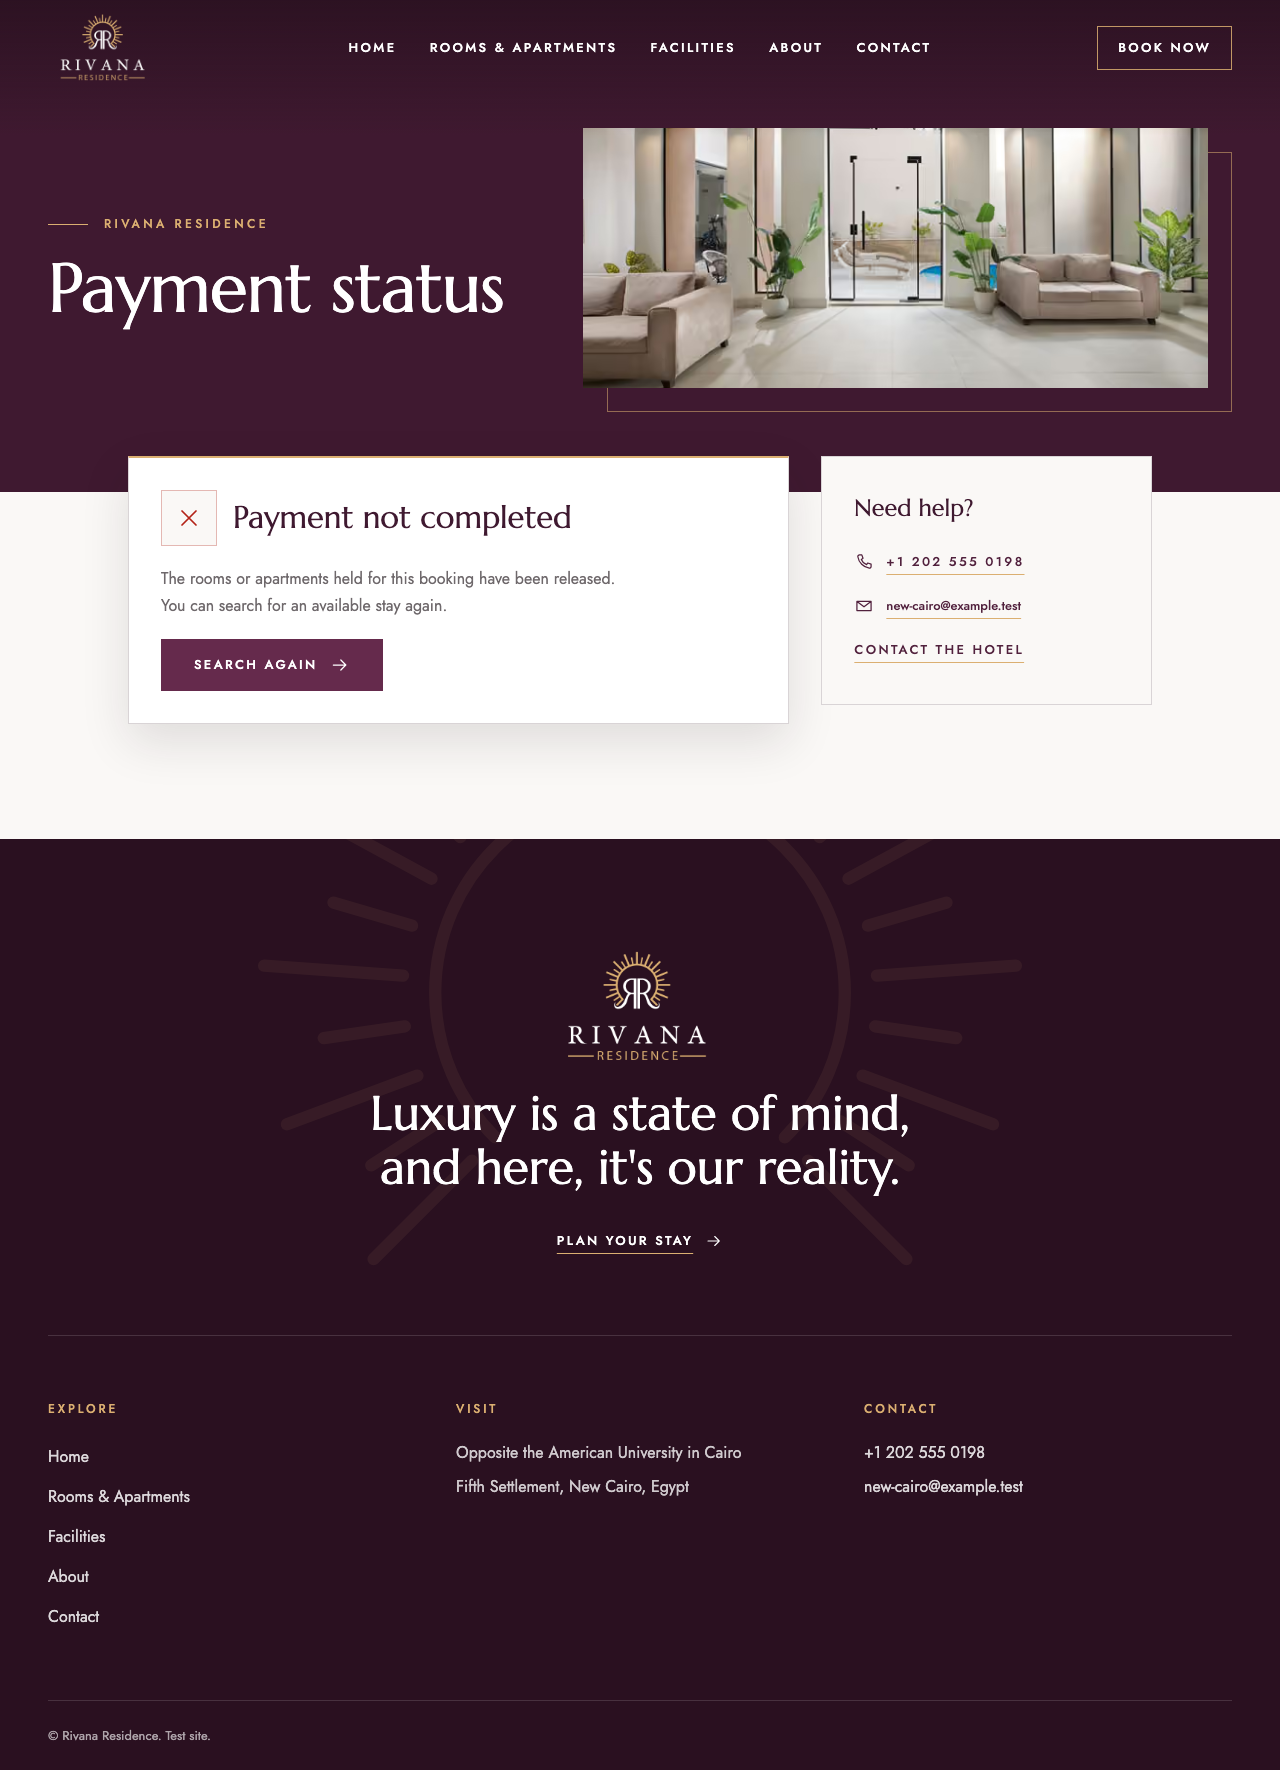 RIVANA
RESIDENCE
HOME
ROOMS & APARTMENTS
FACILITIES
ABOUT
CONTACT
BOOK NOW
RIVANA RESIDENCE
Payment status
Payment not completed
The rooms or apartments held for this booking have been released.
You can search for an available stay again.
SEARCH AGAIN
Need help?
+1 202 555 0198
new-cairo@example.test
CONTACT THE HOTEL
RIVANA
RESIDENCE
Luxury is a state of mind,
and here, it's our reality.
PLAN YOUR STAY
EXPLORE
Home
Rooms & Apartments
Facilities
About
Contact
VISIT
Opposite the American University in Cairo
Fifth Settlement, New Cairo, Egypt
CONTACT
+1 202 555 0198
new-cairo@example.test
© Rivana Residence. Test site.